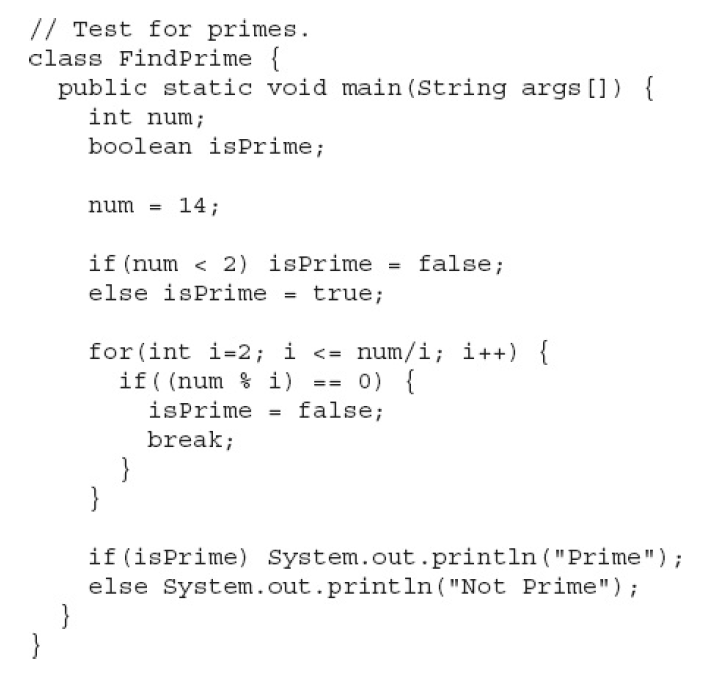 // Test for primes.
class FindPrime {
  public static void main(String args[]) {
    int num;
    boolean isPrime;

    num = 14;

    if(num < 2) isPrime = false;
    else isPrime = true;

    for(int i=2; i <= num/i; i++) {
      if((num % i) == 0) {
        isPrime = false;
        break;
      }
    }

    if(isPrime) System.out.println("Prime");
    else System.out.println("Not Prime");
  }
}